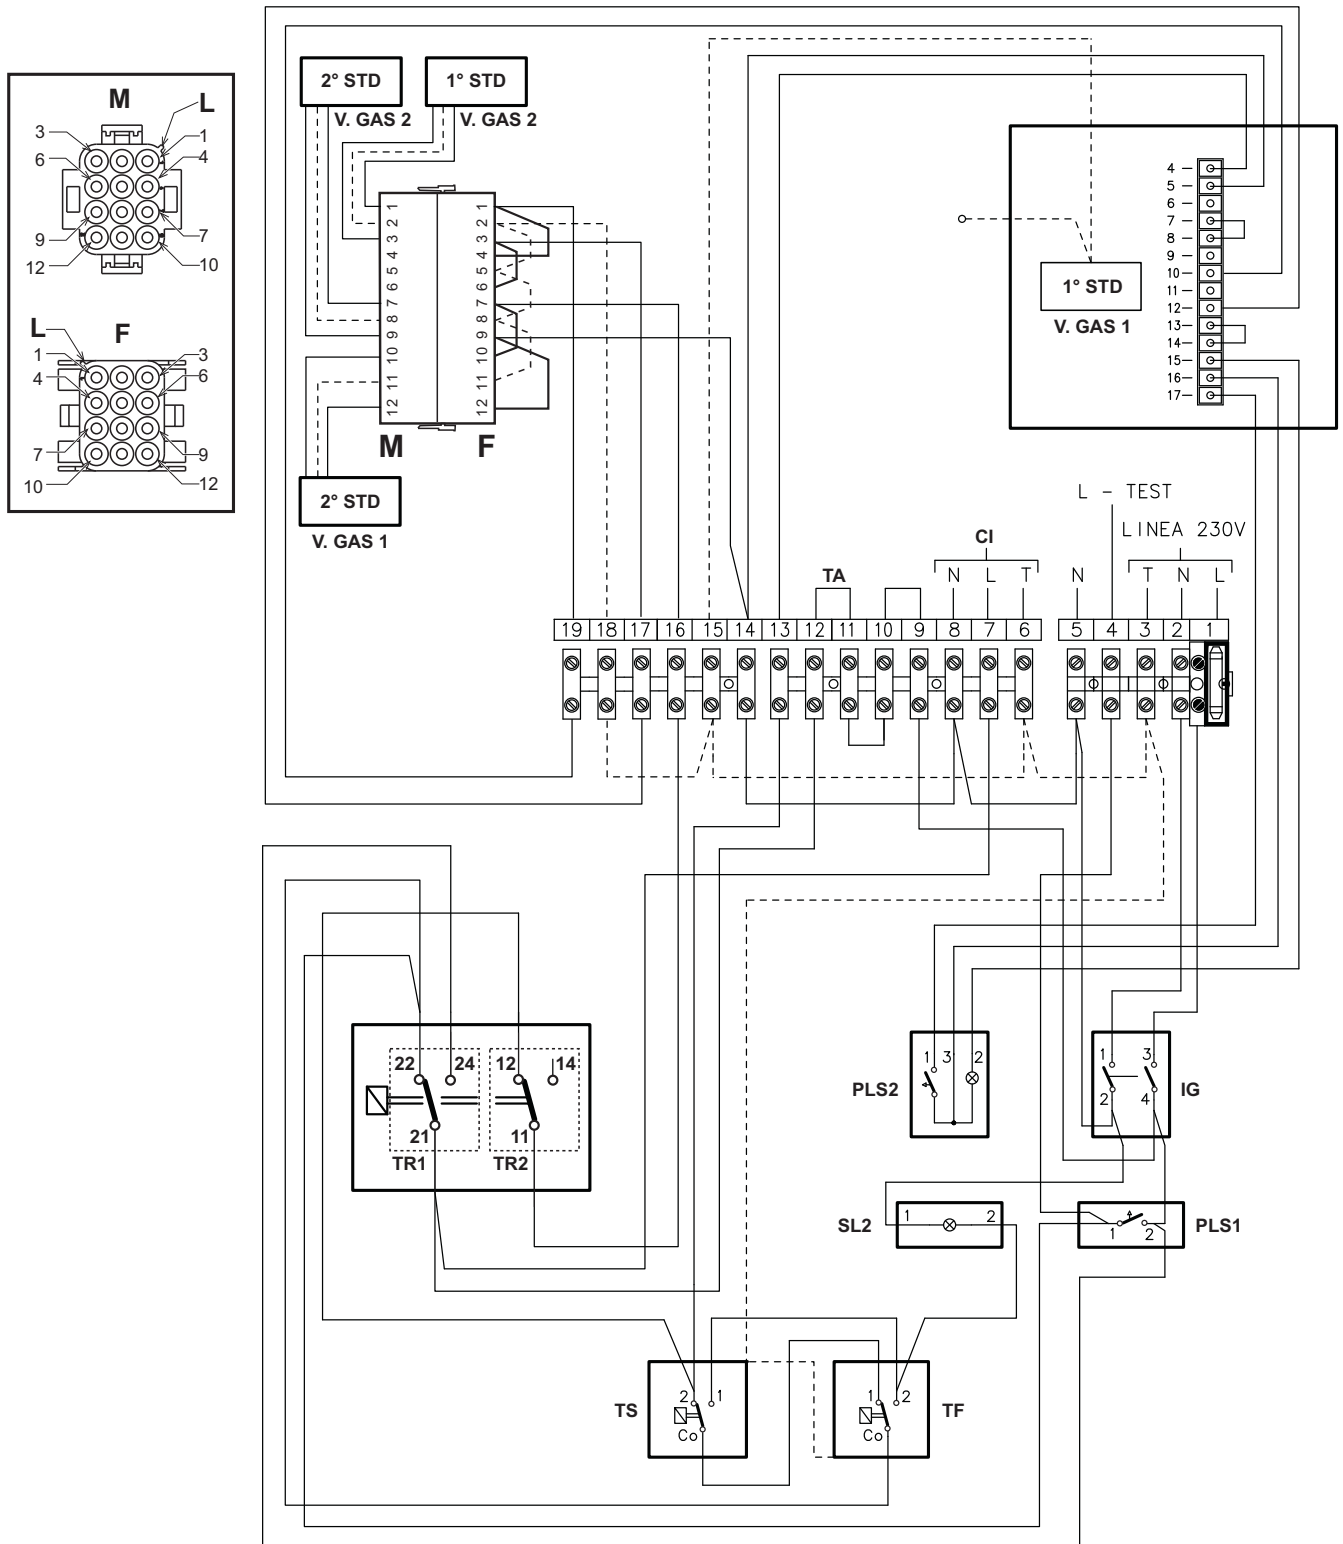 2° STD
1° STD
V. GAS 2
V. GAS 2
M
L
3
1
6
4
9
7
12
10
L
F
1
3
4
6
7
9
10
12
1
2
3
4
5
6
7
8
9
10
11
12
1
2
3
4
5
6
7
8
9
10
11
12
M
F
2° STD
V. GAS 1
4
5
6
7
8
9
10
11
12
13
14
15
16
17
1° STD
V. GAS 1
L - TEST
LINEA 230V
CI
TA
N L T
N
T N L
19 18 17 16 15 14 13 12 11 10 9 8 7 6
5 4 3 2 1
22 24 12 14
21 11
TR1 TR2
1 3 2
PLS2
1 3
2 4
IG
SL2
1 2
1 2
PLS1
TS
2 1
Co
1 2
Co
TF